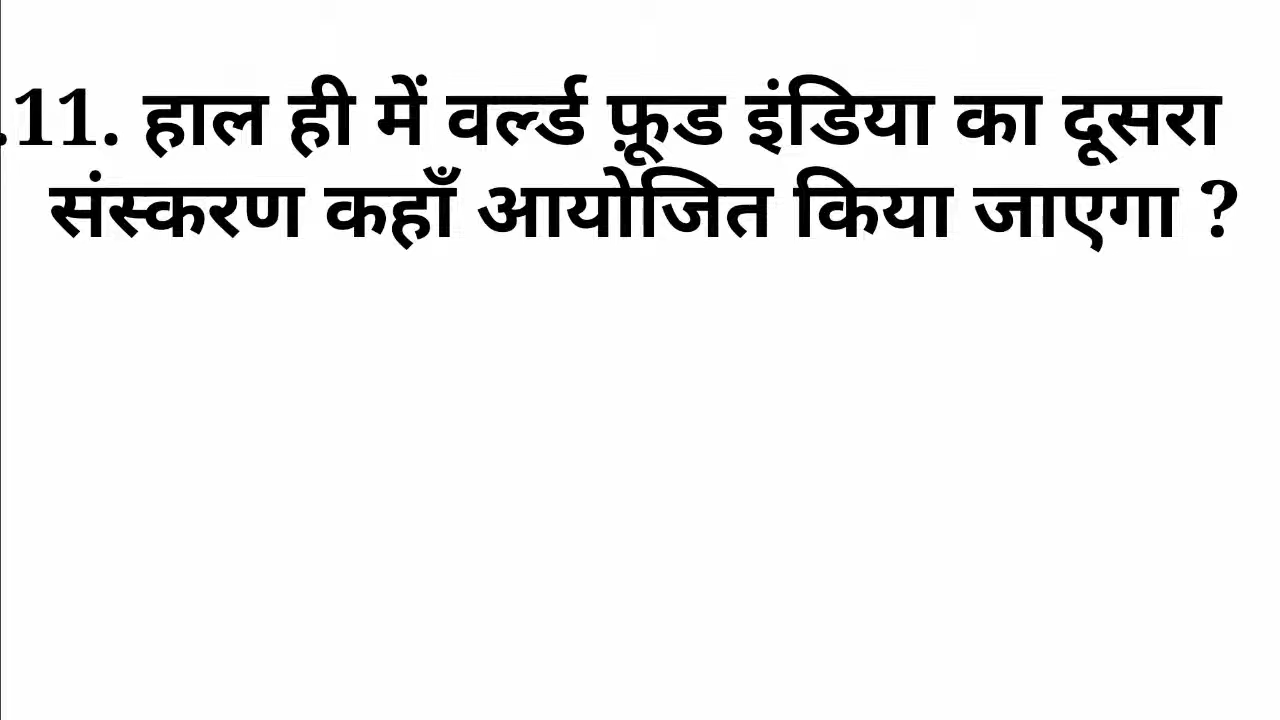 .11. हाल ही में वर्ल्ड फ़ूड इंडिया का दूसरा
संस्करण कहाँ आयोजित किया जाएगा ?